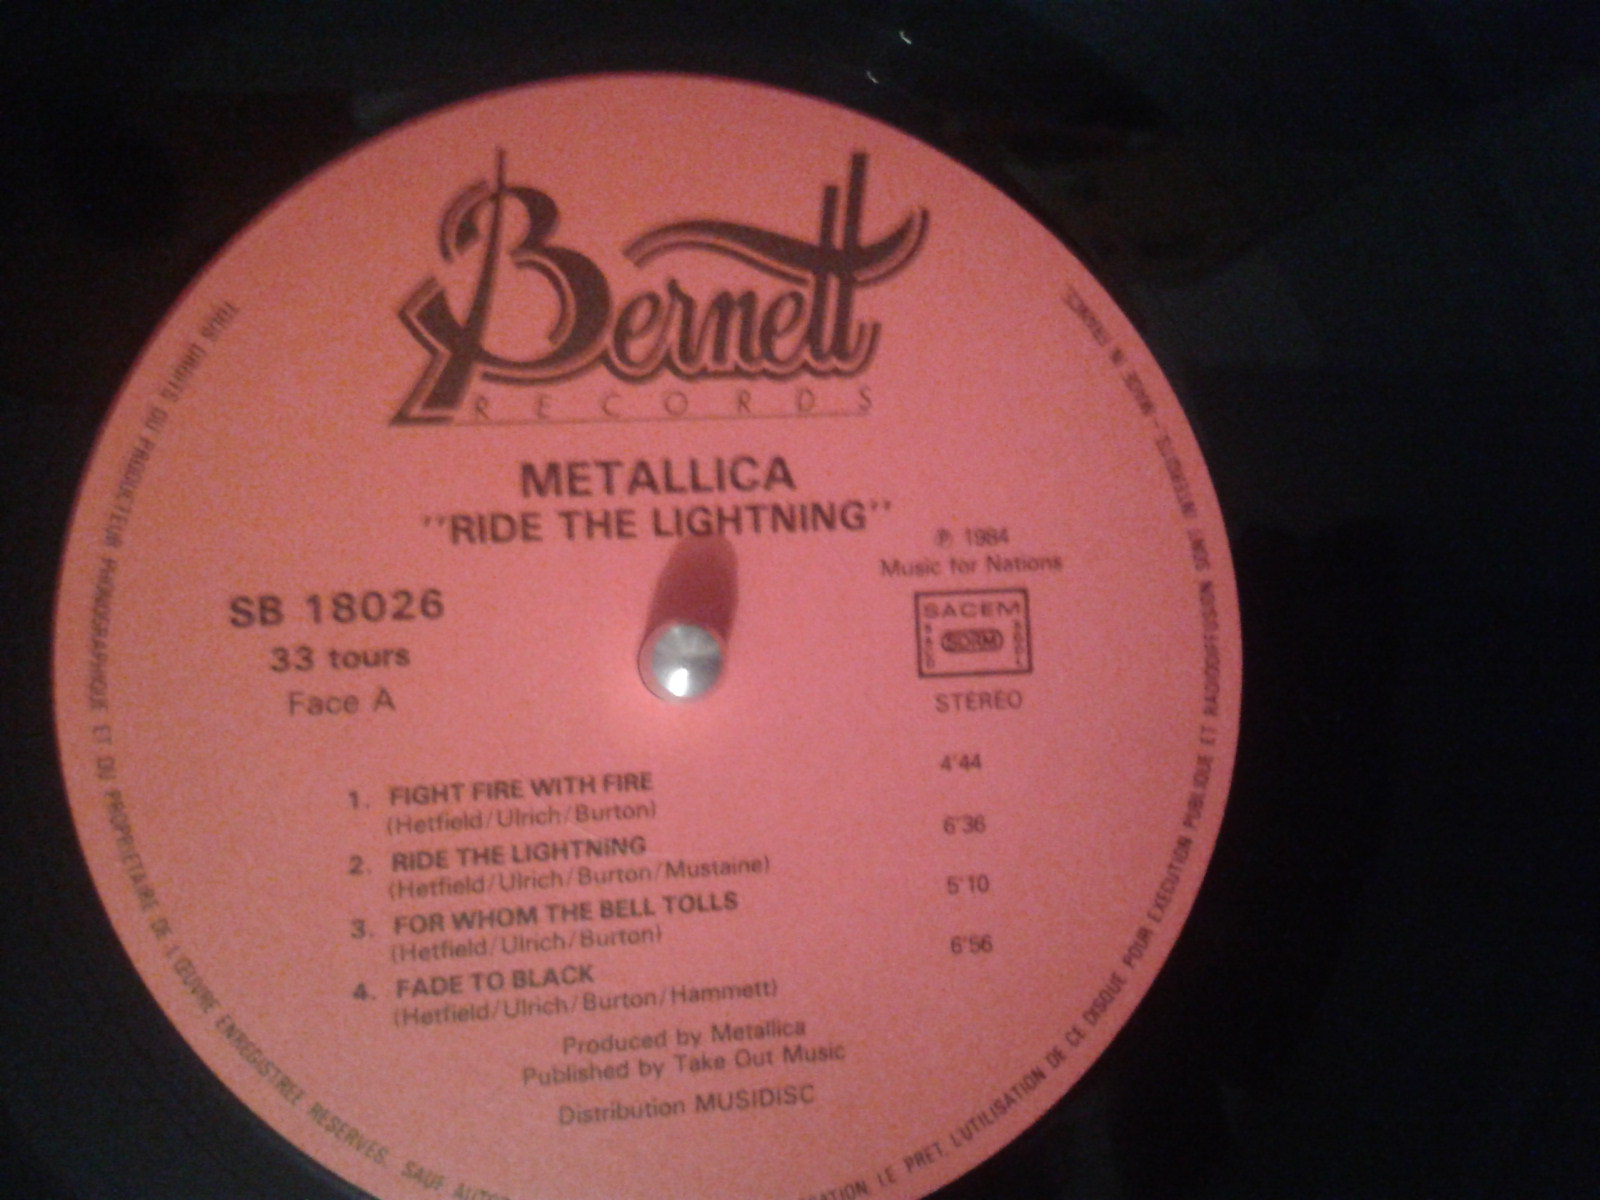 Bernett
RECORDS
METALLICA
"RIDE THE LIGHTNING"
℗ 1984
Music for Nations
SB 18026
33 tours
Face A
SACEM
SDRM
STÉRÉO
1. FIGHT FIRE WITH FIRE 4'44
(Hetfield/Ulrich/Burton)
2. RIDE THE LIGHTNING 6'36
(Hetfield/Ulrich/Burton/Mustaine)
3. FOR WHOM THE BELL TOLLS 5'10
(Hetfield/Ulrich/Burton)
4. FADE TO BLACK 6'56
(Hetfield/Ulrich/Burton/Hammett)
Produced by Metallica
Published by Take Out Music
Distribution MUSIDISC
TOUS DROITS DU PRODUCTEUR PHONOGRAPHIQUE ET DU PROPRIETAIRE DE L'ŒUVRE ENREGISTREE RESERVES. SAUF
LE PRET, L'UTILISATION DE CE DISQUE POUR EXECUTION PUBLIQUE ET RADIODIFFUSION SONT INTERDITS. - MADE IN FRANCE.